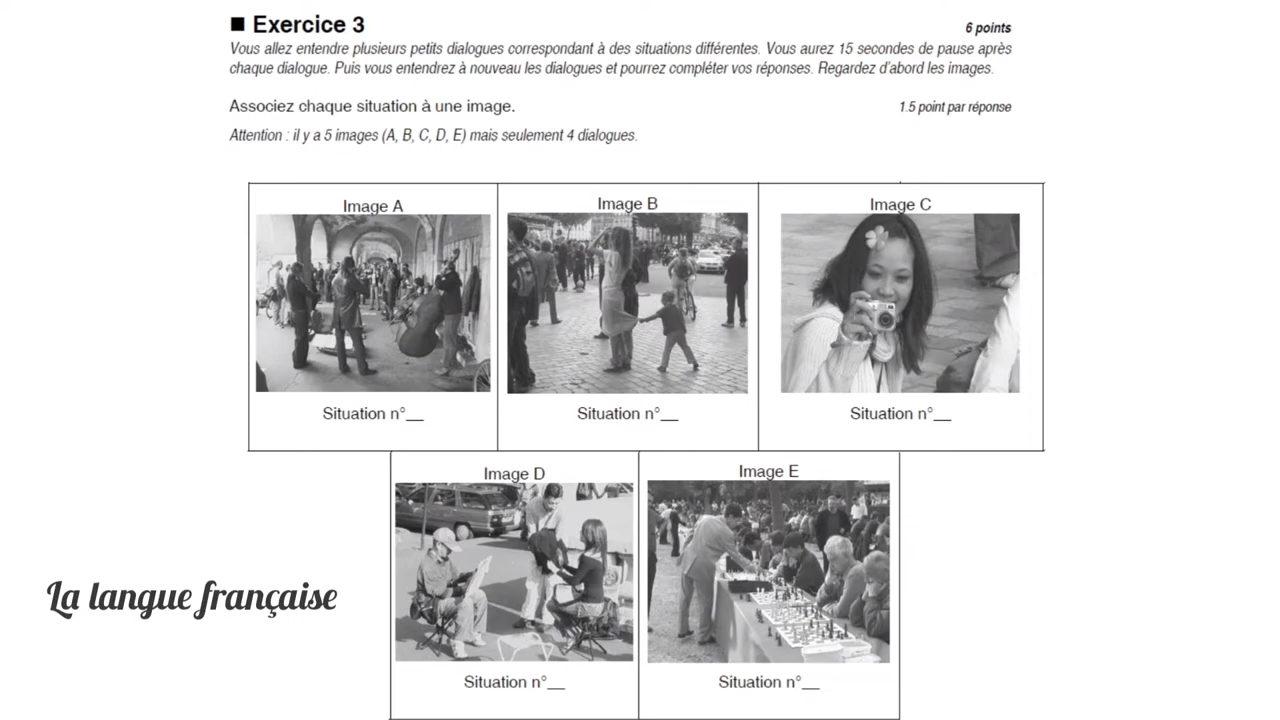 ■ Exercice 3
6 points
Vous allez entendre plusieurs petits dialogues correspondant à des situations différentes. Vous aurez 15 secondes de pause après
chaque dialogue. Puis vous entendrez à nouveau les dialogues et pourrez compléter vos réponses. Regardez d'abord les images.
Associez chaque situation à une image.
1.5 point par réponse
Attention : il y a 5 images (A, B, C, D, E) mais seulement 4 dialogues.
Image A
Image B
Image C
Situation n°__
Situation n°__
Situation n°__
Image D
Image E
La langue française
Situation n°__
Situation n°__